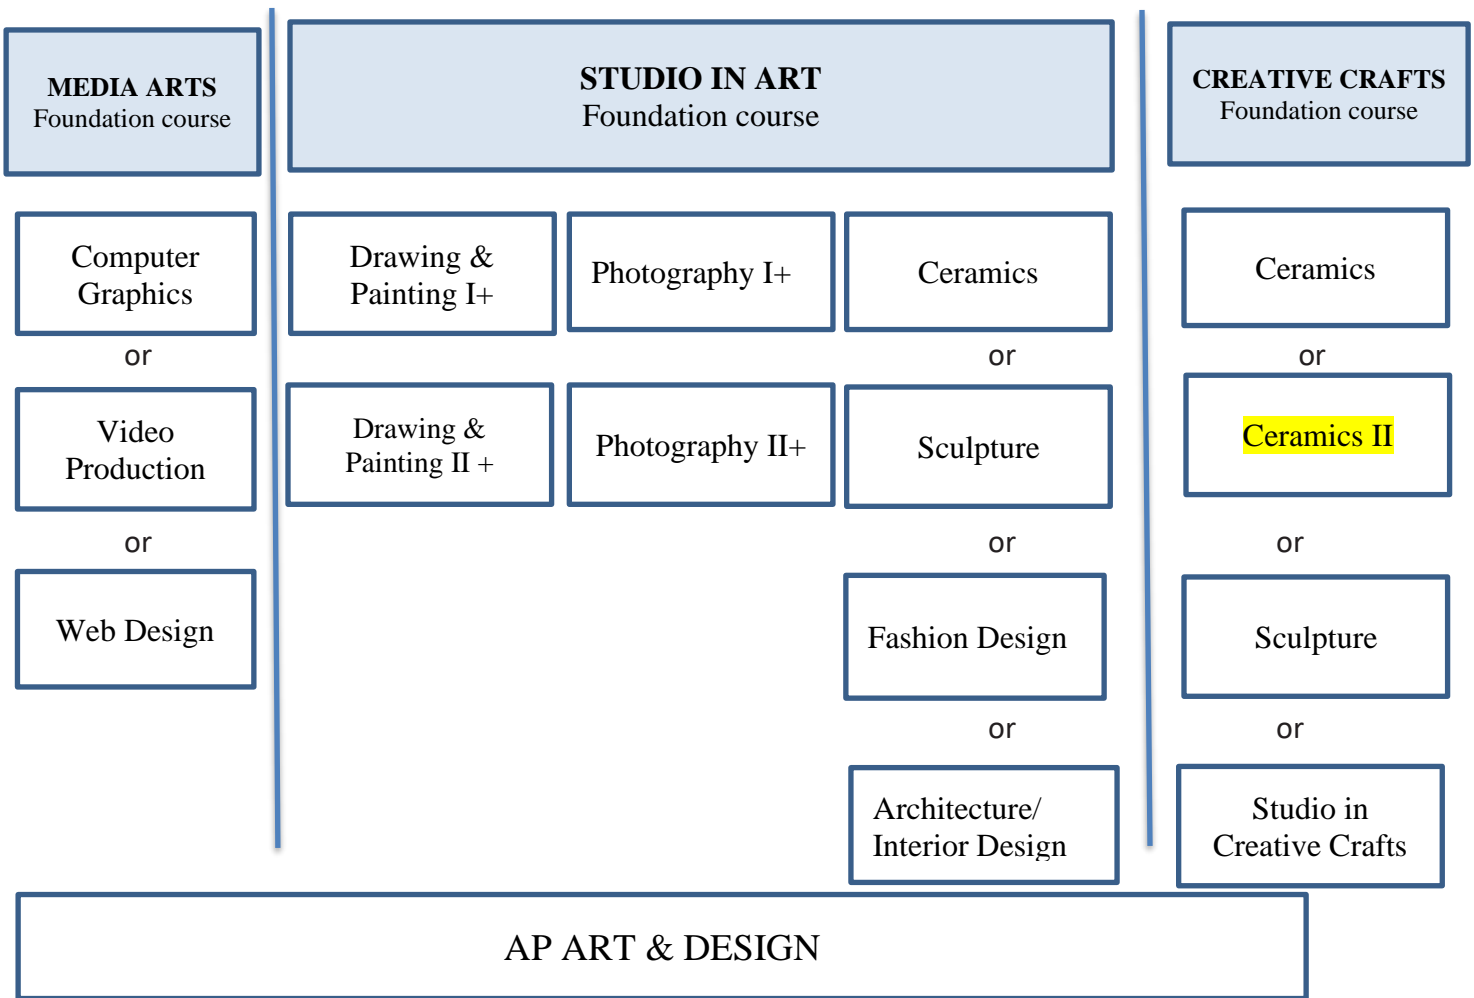 MEDIA ARTS
Foundation course
STUDIO IN ART
Foundation course
CREATIVE CRAFTS
Foundation course
Computer
Graphics
Drawing &
Painting I+
Photography I+
Ceramics
Ceramics
or
or
or
Video
Production
Drawing &
Painting II +
Photography II+
Sculpture
Ceramics II
or
or
or
Web Design
Fashion Design
Sculpture
or
or
Architecture/
Interior Design
Studio in
Creative Crafts
AP ART & DESIGN